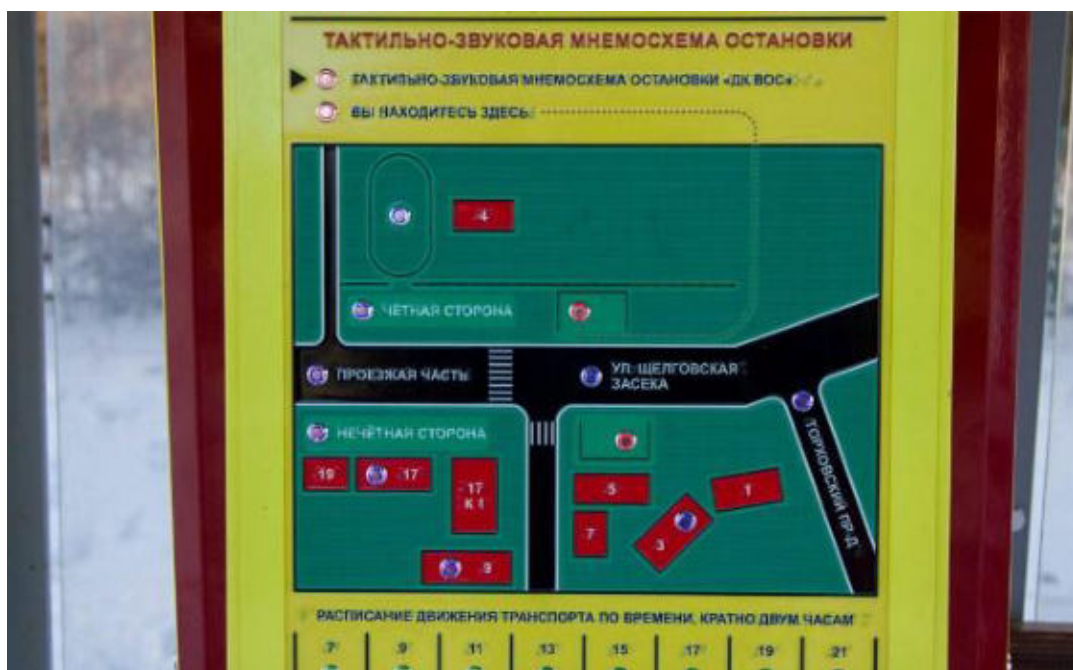 ТАКТИЛЬНО-ЗВУКОВАЯ МНЕМОСХЕМА ОСТАНОВКИ
ТАКТИЛЬНО-ЗВУКОВАЯ МНЕМОСХЕМА ОСТАНОВКИ «ДК ВОС»
ВЫ НАХОДИТЕСЬ ЗДЕСЬ
4
ЧЁТНАЯ СТОРОНА
ПРОЕЗЖАЯ ЧАСТЬ
УЛ. ЩЕГЛОВСКАЯ
ЗАСЕКА
НЕЧЁТНАЯ СТОРОНА
ТОРХОВСКИЙ ПР-Д
19
17
17
К 1
5
1
7
3
9
РАСПИСАНИЕ ДВИЖЕНИЯ ТРАНСПОРТА ПО ВРЕМЕНИ, КРАТНО ДВУМ ЧАСАМ
7 9 11 13 15 17 19 21